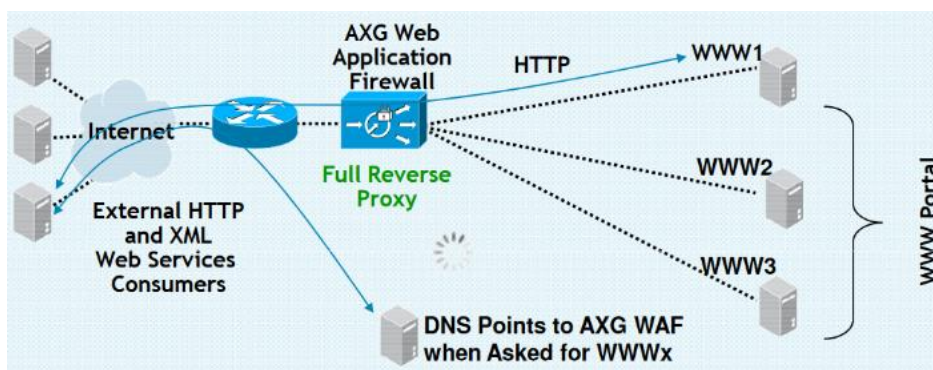 AXG Web
Application
Firewall
HTTP
WWW1
Internet
Full Reverse
Proxy
WWW2
External HTTP
and XML
Web Services
Consumers
WWW3
WWW Portal
DNS Points to AXG WAF
when Asked for WWWx